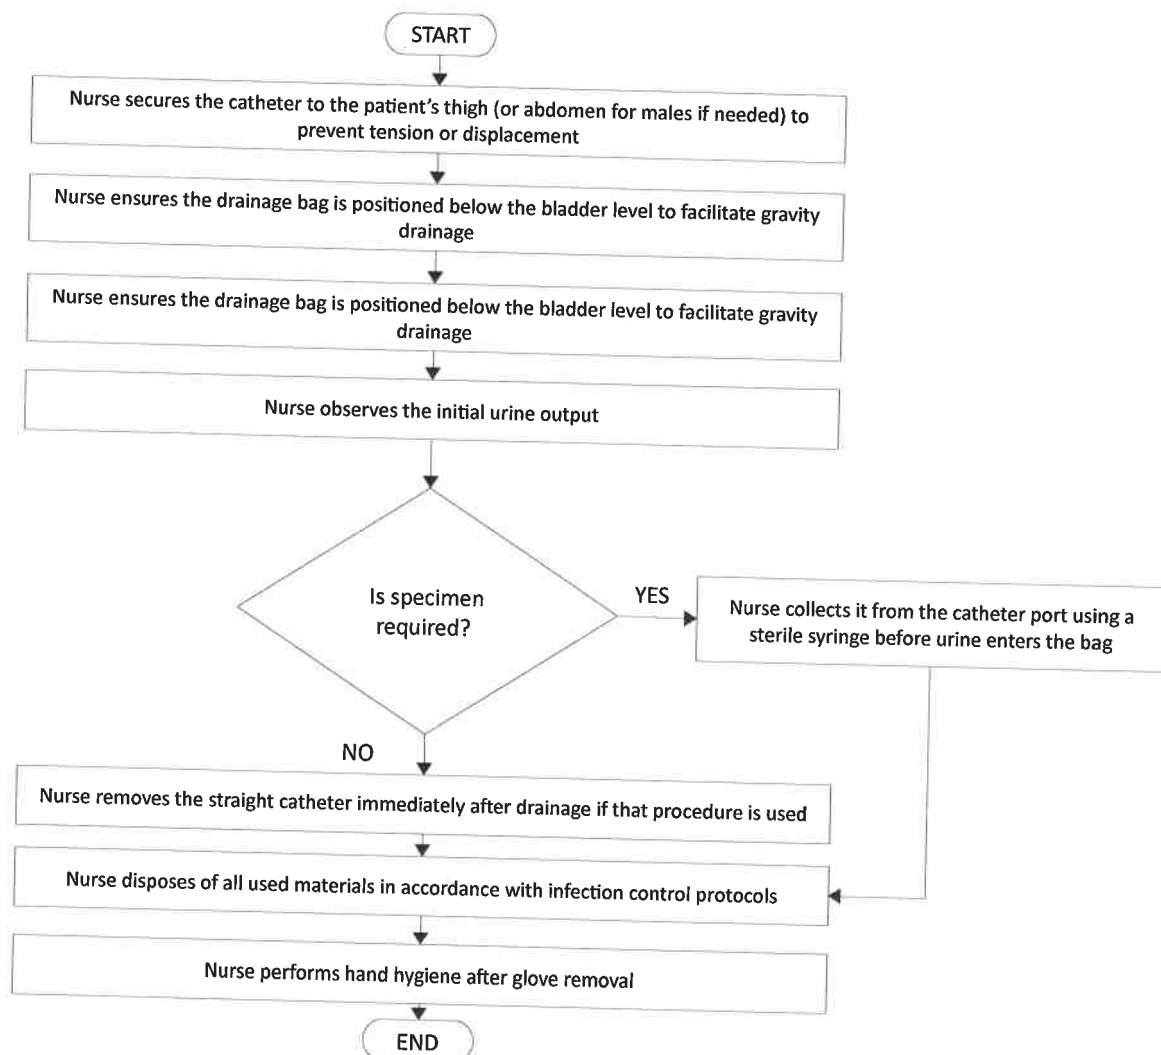 START
Nurse secures the catheter to the patient's thigh (or abdomen for males if needed) to
prevent tension or displacement
Nurse ensures the drainage bag is positioned below the bladder level to facilitate gravity
drainage
Nurse ensures the drainage bag is positioned below the bladder level to facilitate gravity
drainage
Nurse observes the initial urine output
Is specimen
required?
YES
Nurse collects it from the catheter port using a
sterile syringe before urine enters the bag
NO
Nurse removes the straight catheter immediately after drainage if that procedure is used
Nurse disposes of all used materials in accordance with infection control protocols
Nurse performs hand hygiene after glove removal
END